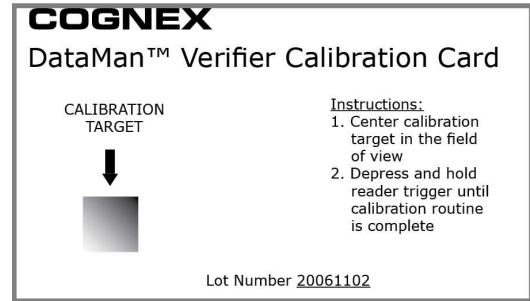 COGNEX
DataMan™ Verifier Calibration Card
CALIBRATION
TARGET
Instructions:
1. Center calibration
target in the field
of view
2. Depress and hold
reader trigger until
calibration routine
is complete
Lot Number 20061102